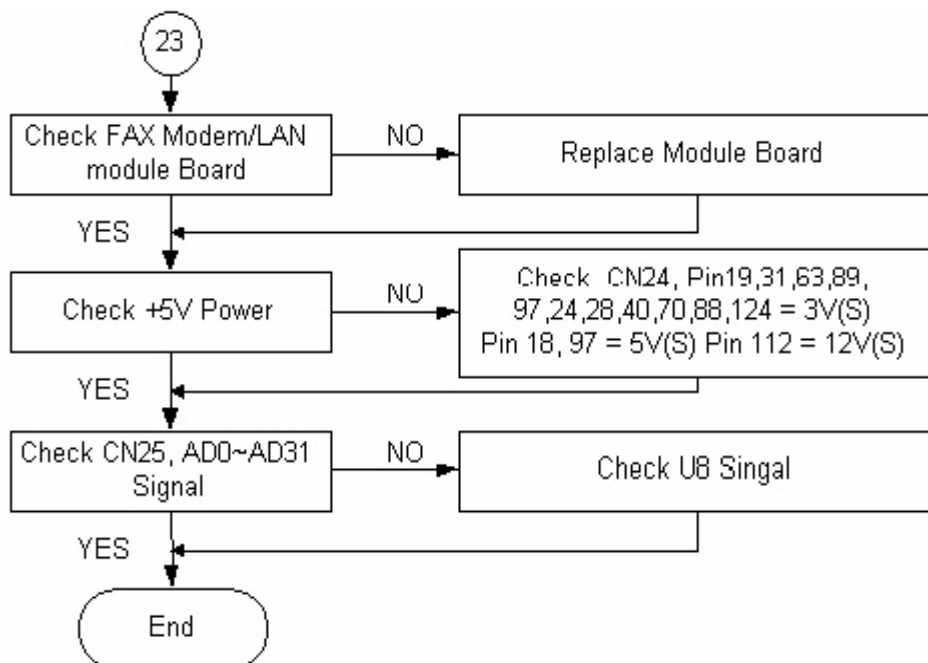 23
Check FAX Modem/LAN
module Board
NO
Replace Module Board
YES
Check +5V Power
NO
Check CN24, Pin19,31,63,89,
97,24,28,40,70,88,124 = 3V(S)
Pin 18, 97 = 5V(S) Pin 112 = 12V(S)
YES
Check CN25, AD0~AD31
Signal
NO
Check U8 Singal
YES
End